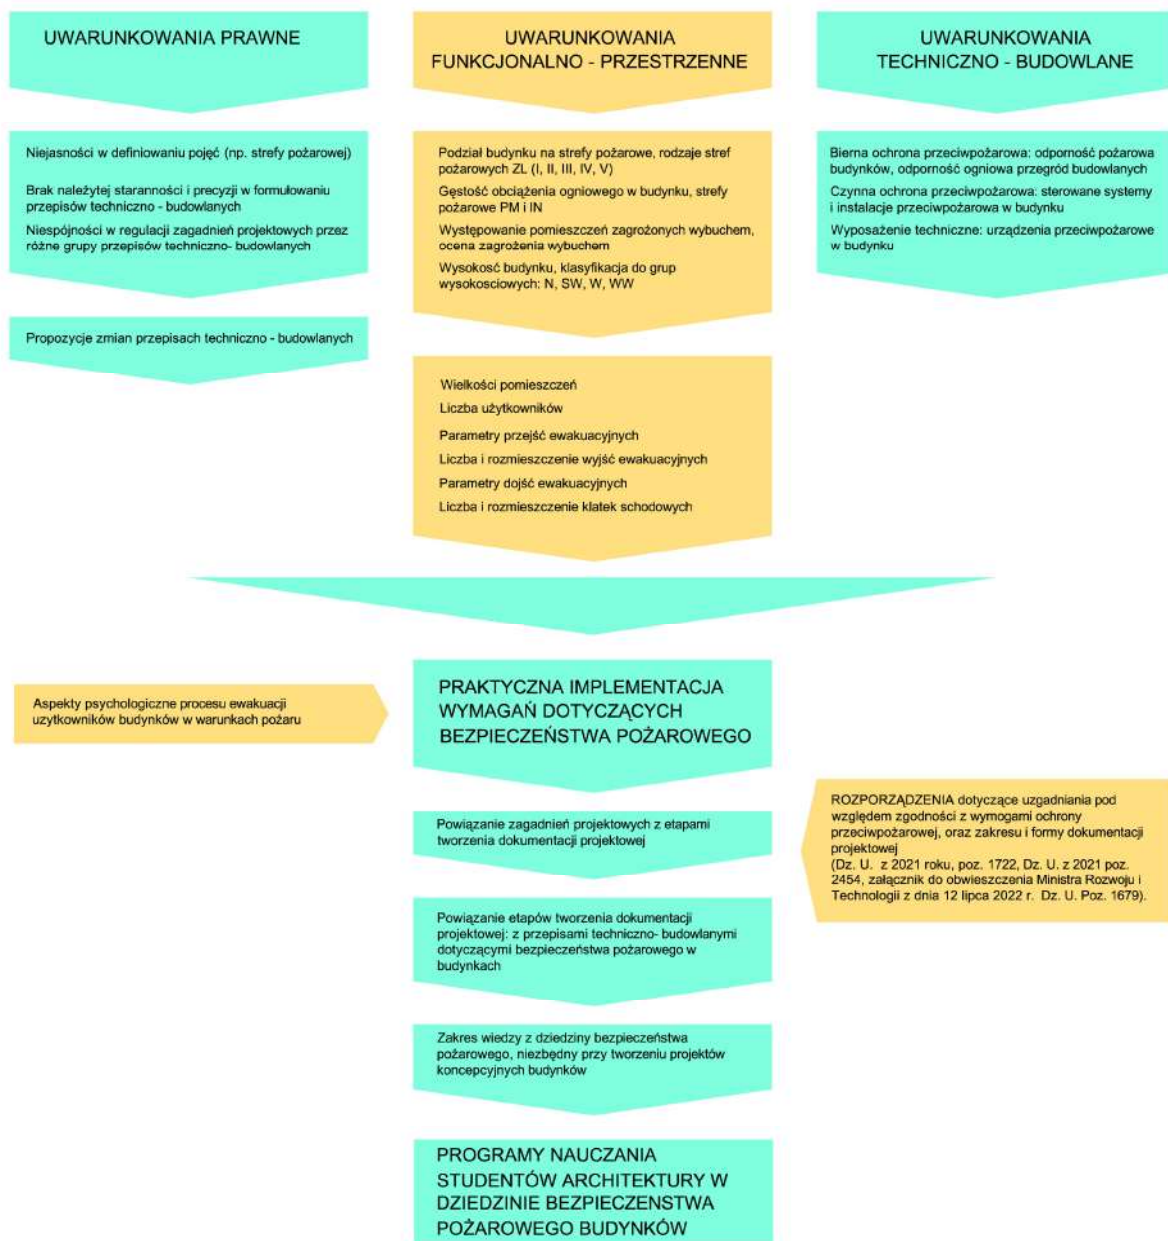 UWARUNKOWANIA PRAWNE
Niejasności w definiowaniu pojęć (np. strefy pożarowej)
Brak należytej staranności i precyzji w formułowaniu
przepisów techniczno - budowlanych
Niespójności w regulacji zagadnień projektowych przez
różne grupy przepisów techniczno- budowlanych
Propozycje zmian przepisach techniczno - budowlanych
UWARUNKOWANIA
FUNKCJONALNO - PRZESTRZENNE
Podział budynku na strefy pożarowe, rodzaje stref
pożarowych ZL (I, II, III, IV, V)
Gęstość obciążenia ogniowego w budynku, strefy
pożarowe PM i IN
Występowanie pomieszczeń zagrożonych wybuchem,
ocena zagrożenia wybuchem
Wysokosć budynku, klasyfikacja do grup
wysokosciowych: N, SW, W, WW
Wielkości pomieszczeń
Liczba użytkowników
Parametry przejść ewakuacyjnych
Liczba i rozmieszczenie wyjść ewakuacyjnych
Parametry dojść ewakuacyjnych
Liczba i rozmieszczenie klatek schodowych
UWARUNKOWANIA
TECHNICZNO - BUDOWLANE
Bierna ochrona przeciwpożarowa: odporność pożarowa
budynków, odporność ogniowa przegród budowlanych
Czynna ochrona przeciwpożarowa: sterowane systemy
i instalacje przeciwpożarowa w budynku
Wyposażenie techniczne: urządzenia przeciwpożarowe
w budynku
Aspekty psychologiczne procesu ewakuacji
uzytkowników budynków w warunkach pożaru
PRAKTYCZNA IMPLEMENTACJA
WYMAGAŃ DOTYCZĄCYCH
BEZPIECZEŃSTWA POŻAROWEGO
ROZPORZĄDZENIA dotyczące uzgadniania pod
względem zgodności z wymogami ochrony
przeciwpożarowej, oraz zakresu i formy dokumentacji
projektowej
(Dz. U. z 2021 roku, poz. 1722, Dz. U. z 2021 poz.
2454, załącznik do obwieszczenia Ministra Rozwoju i
Technologii z dnia 12 lipca 2022 r. Dz. U. Poz. 1679).
Powiązanie zagadnień projektowych z etapami
tworzenia dokumentacji projektowej
Powiązanie etapów tworzenia dokumentacji
projektowej: z przepisami techniczno- budowlanymi
dotyczącymi bezpieczeństwa pożarowego w
budynkach
Zakres wiedzy z dziedziny bezpieczeństwa
pożarowego, niezbędny przy tworzeniu projektów
koncepcyjnych budynków
PROGRAMY NAUCZANIA
STUDENTÓW ARCHITEKTURY W
DZIEDZINIE BEZPIECZENSTWA
POŻAROWEGO BUDYNKÓW